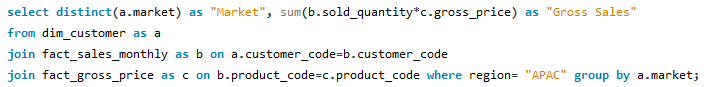 select distinct(a.market) as "Market", sum(b.sold_quantity*c.gross_price) as "Gross Sales"
from dim_customer as a
join fact_sales_monthly as b on a.customer_code=b.customer_code
join fact_gross_price as c on b.product_code=c.product_code where region= "APAC" group by a.market;